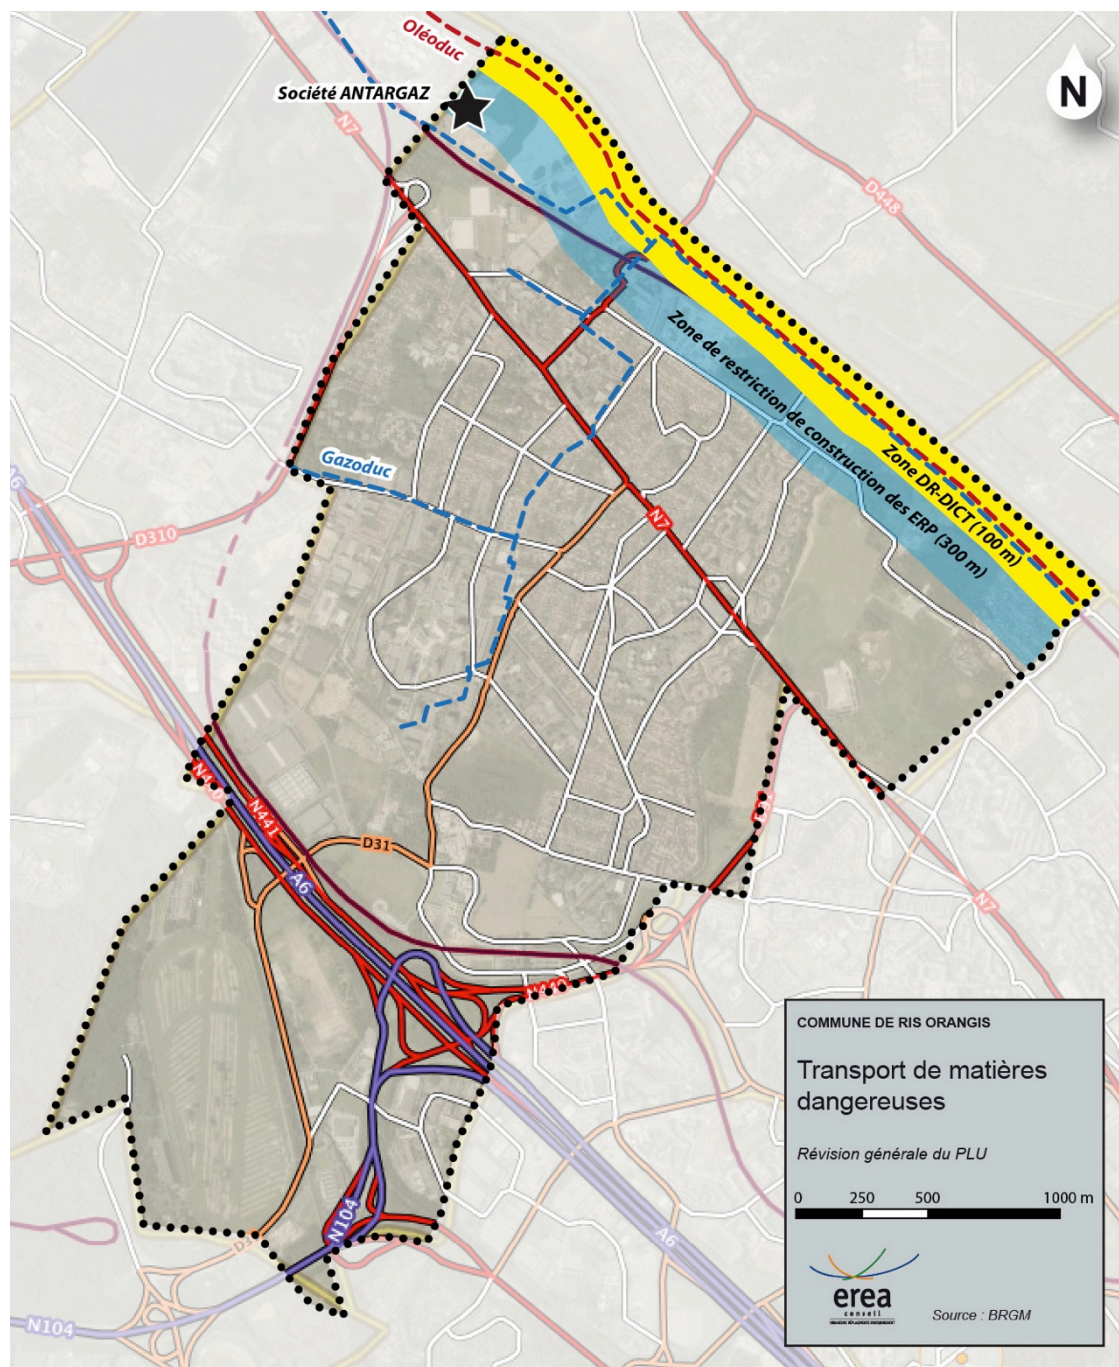 Oléoduc
Société ANTARGAZ
N
N7
D448
Zone de restriction de construction des ERP (300 m)
Zone DR-DICT (100 m)
Gazoduc
N7
D310
N441
D31
A6
N7
N104
A6
N104
COMMUNE DE RIS ORANGIS
Transport de matières
dangereuses
Révision générale du PLU
0 250 500 1000 m
erea
conseil
Source : BRGM